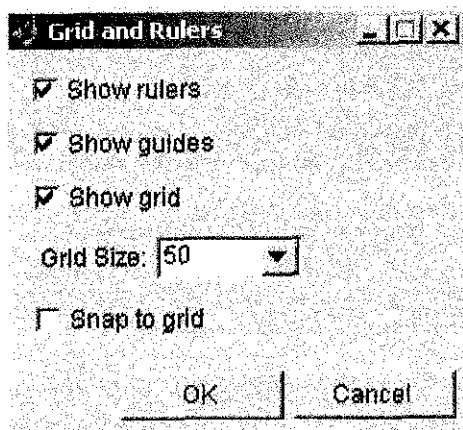 Grid and Rulers
Show rulers
Show guides
Show grid
Grid Size: 50
Snap to grid
OK Cancel